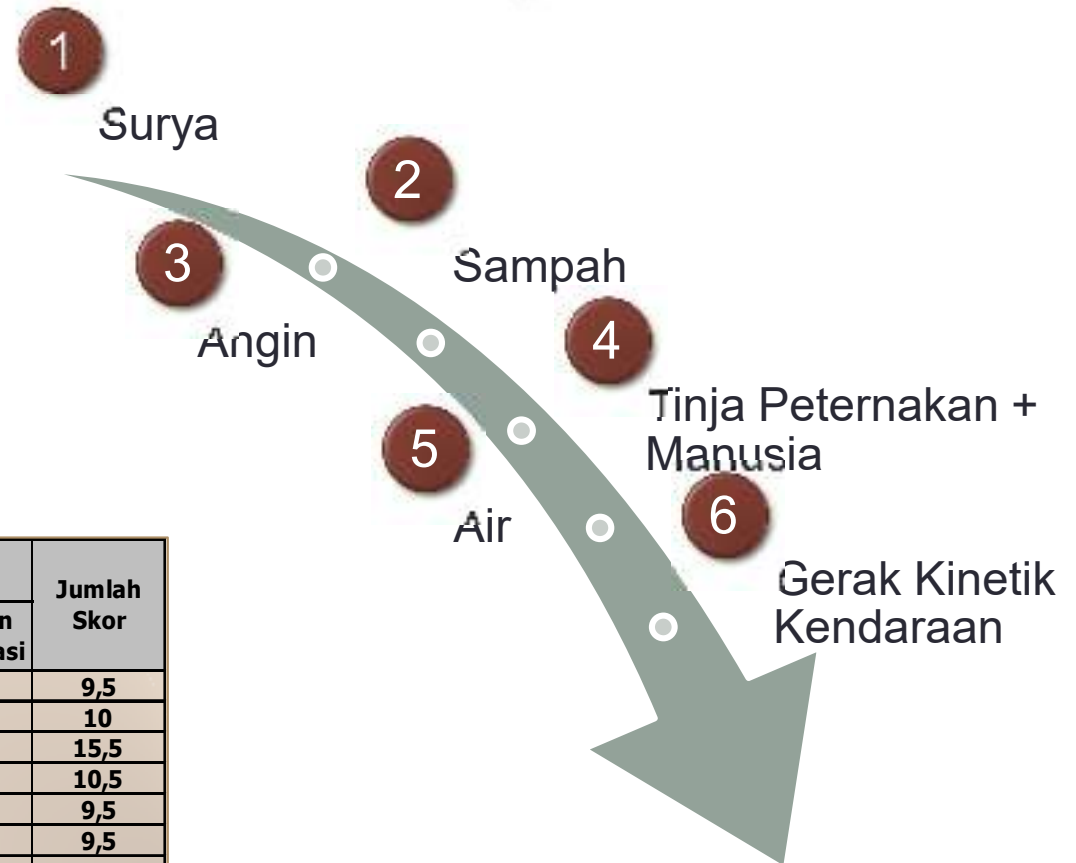 1
Surya
2
Sampah
3
Angin
4
Tinja Peternakan +
Manusia
5
Air
6
Gerak Kinetik
Kendaraan
Jumlah
Skor
9,5
10
15,5
10,5
9,5
9,5